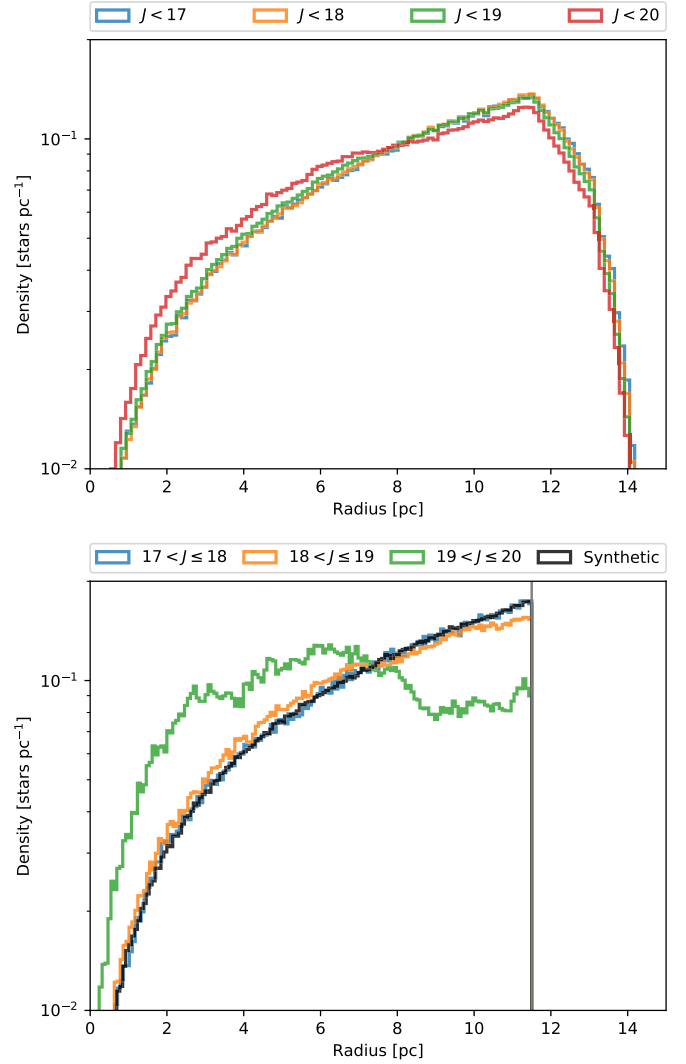 J < 17 J < 18 J < 19 J < 20
10⁻¹
10⁻²
Density [stars pc⁻¹]
0 2 4 6 8 10 12 14
Radius [pc]
17 < J ≤ 18 18 < J ≤ 19 19 < J ≤ 20 Synthetic
10⁻¹
10⁻²
Density [stars pc⁻¹]
0 2 4 6 8 10 12 14
Radius [pc]